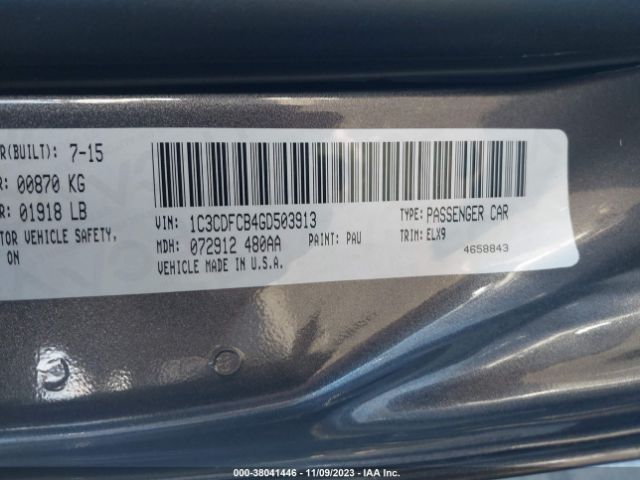 R(BUILT): 7-15
R: 00870 KG
R: 01918 LB
TOR VEHICLE SAFETY,
ON
VIN: 1C3CDFCB4GD503913
TYPE: PASSENGER CAR
MDH: 072912 480AA
PAINT: PAU
TRIM: ELX9
VEHICLE MADE IN U.S.A.
4658843
000-38041446 - 11/09/2023 - IAA Inc.